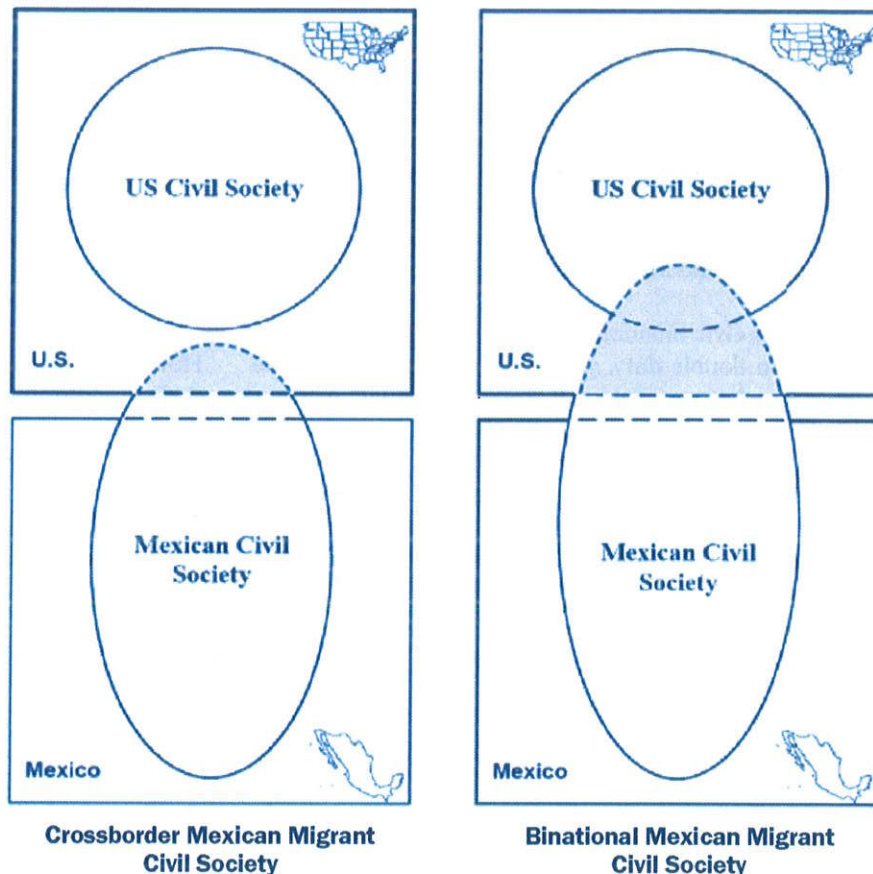 US Civil Society
U.S.
Mexican Civil
Society
Mexico
Crossborder Mexican Migrant
Civil Society
US Civil Society
U.S.
Mexican Civil
Society
Mexico
Binational Mexican Migrant
Civil Society